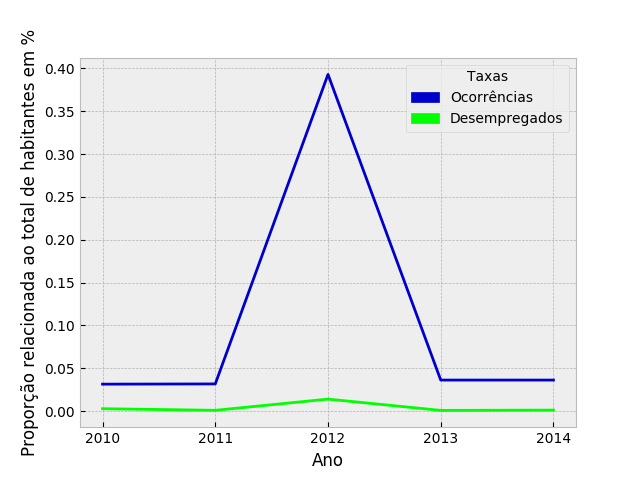 Proporção relacionada ao total de habitantes em %
0.40
0.35
0.30
0.25
0.20
0.15
0.10
0.05
0.00
Taxas
Ocorrências
Desempregados
2010 2011 2012 2013 2014
Ano